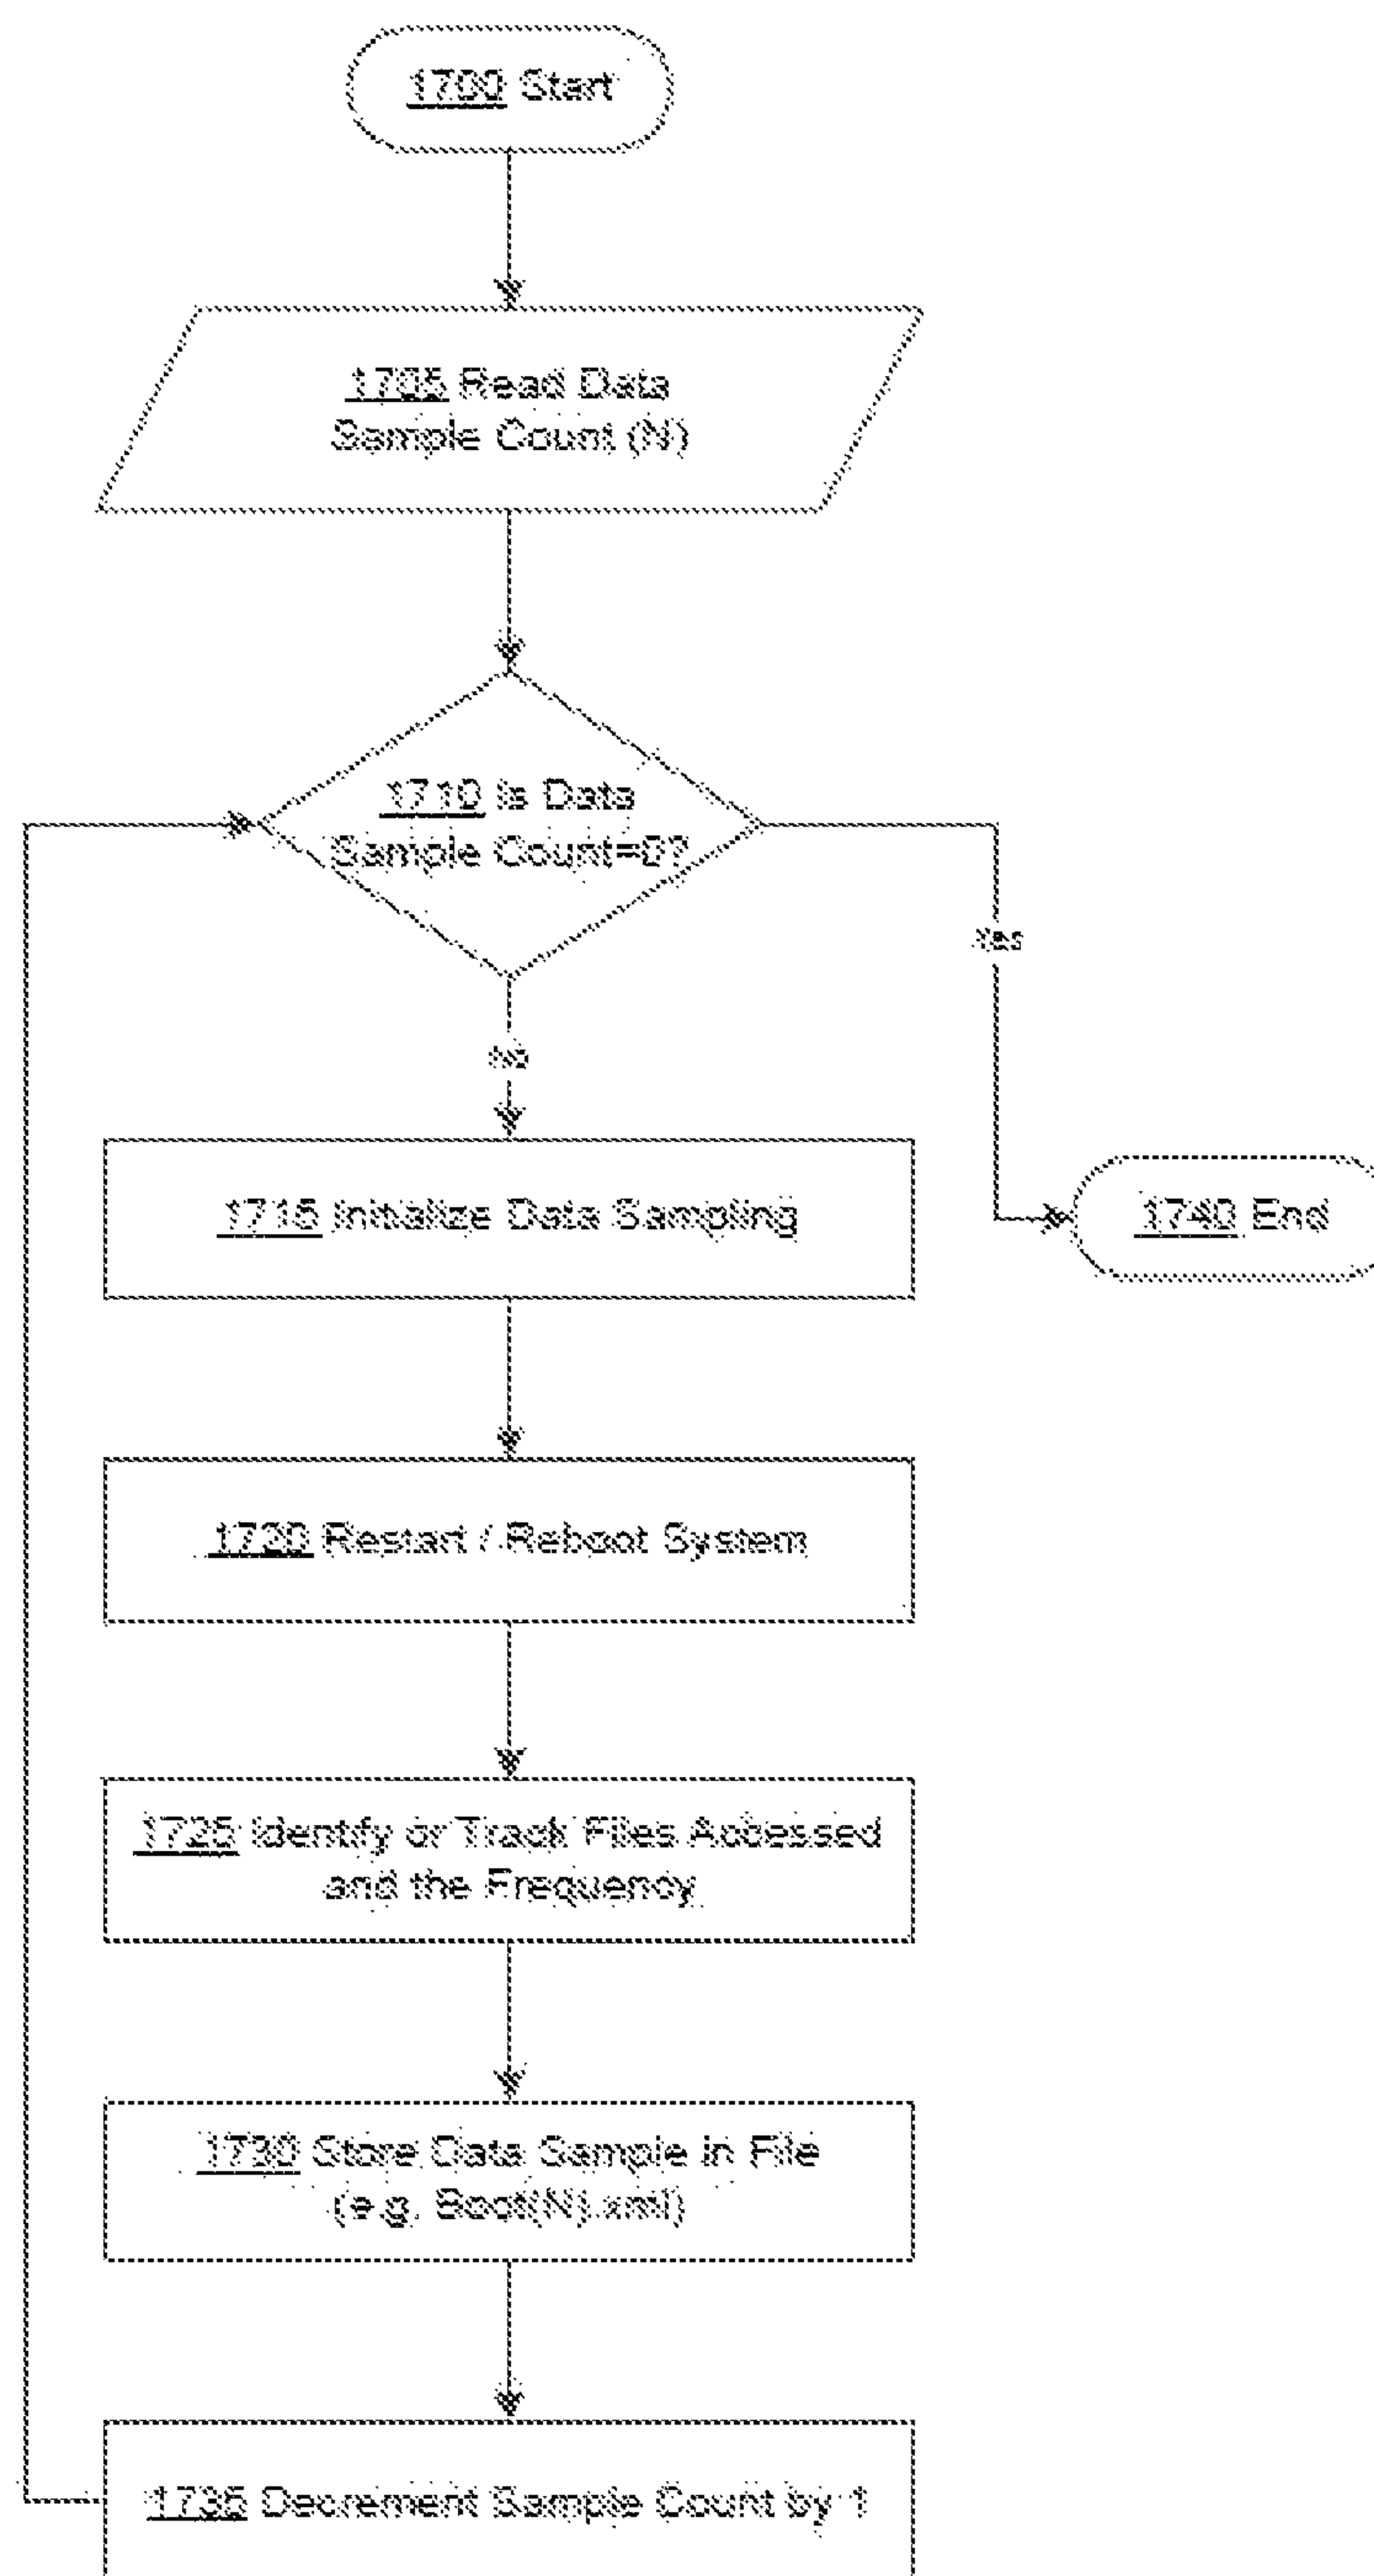 1700 Start
1705 Read Data
Sample Count (N)
1710 Is Data
Sample Count=0?
Yes
No
1715 Initialize Data Sampling
1740 End
1720 Restart / Reboot System
1725 Identify or Track Files Accessed
and the Frequency
1730 Store Data Sample in File
(e.g. Boot(N).xml)
1735 Decrement Sample Count by 1